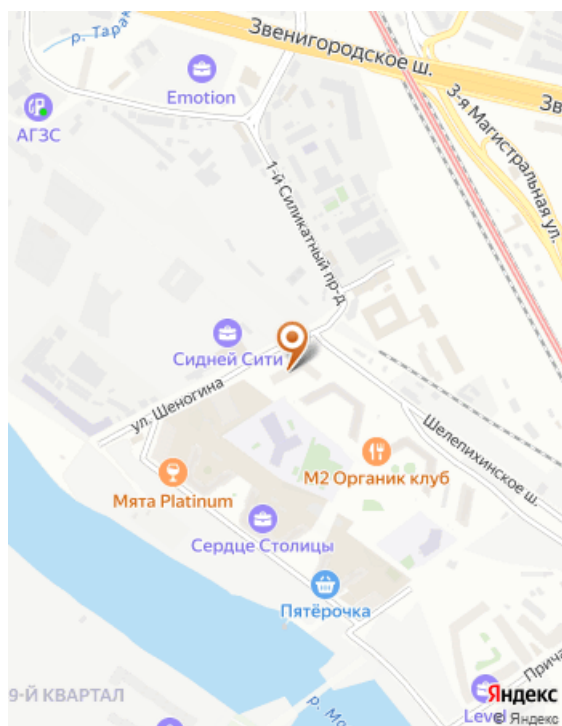 р. Тарак
Звенигородское ш.
Зв
Emotion
3-я Магистральная ул.
АГЗС
1-й Силикатный пр-д
Сидней Сити
ул. Шеногина
Шелепихинское ш.
М2 Органик клуб
Мята Platinum
Сердце Столицы
Пятёрочка
Прича
9-Й КВАРТАЛ
р. Мо
Level
Яндекс
© Яндекс